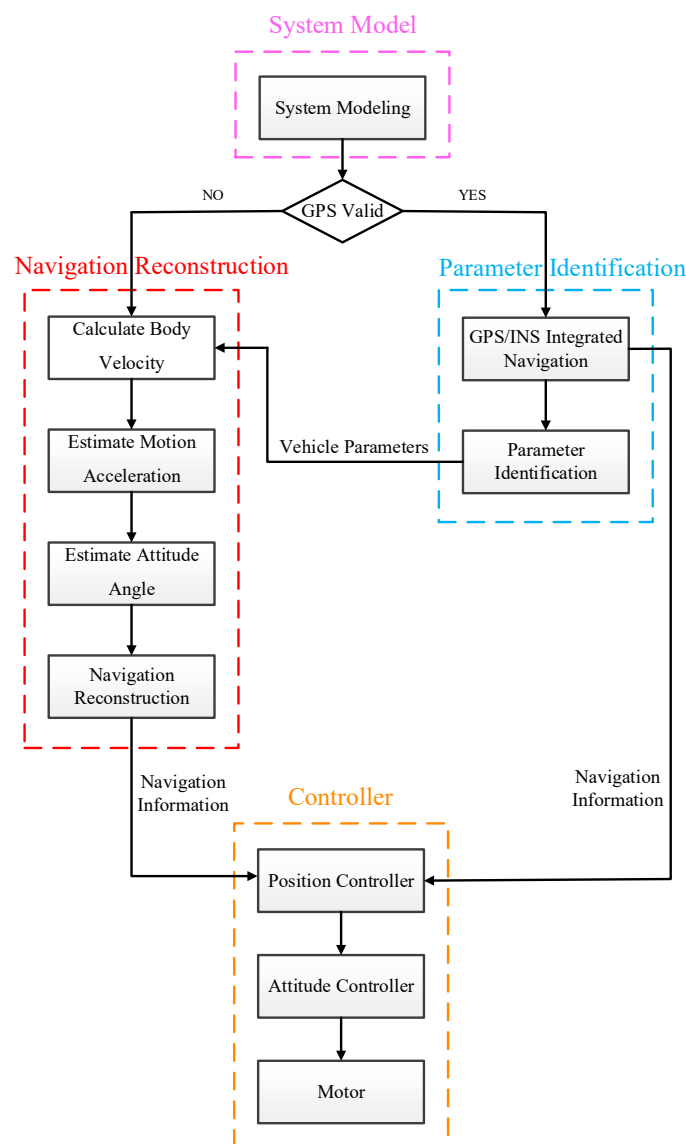 System Model
System Modeling
NO
YES
GPS Valid
Navigation Reconstruction
Parameter Identification
Calculate Body
Velocity
GPS/INS Integrated
Navigation
Estimate Motion
Acceleration
Vehicle Parameters
Parameter
Identification
Estimate Attitude
Angle
Navigation
Reconstruction
Navigation
Information
Navigation
Information
Controller
Position Controller
Attitude Controller
Motor